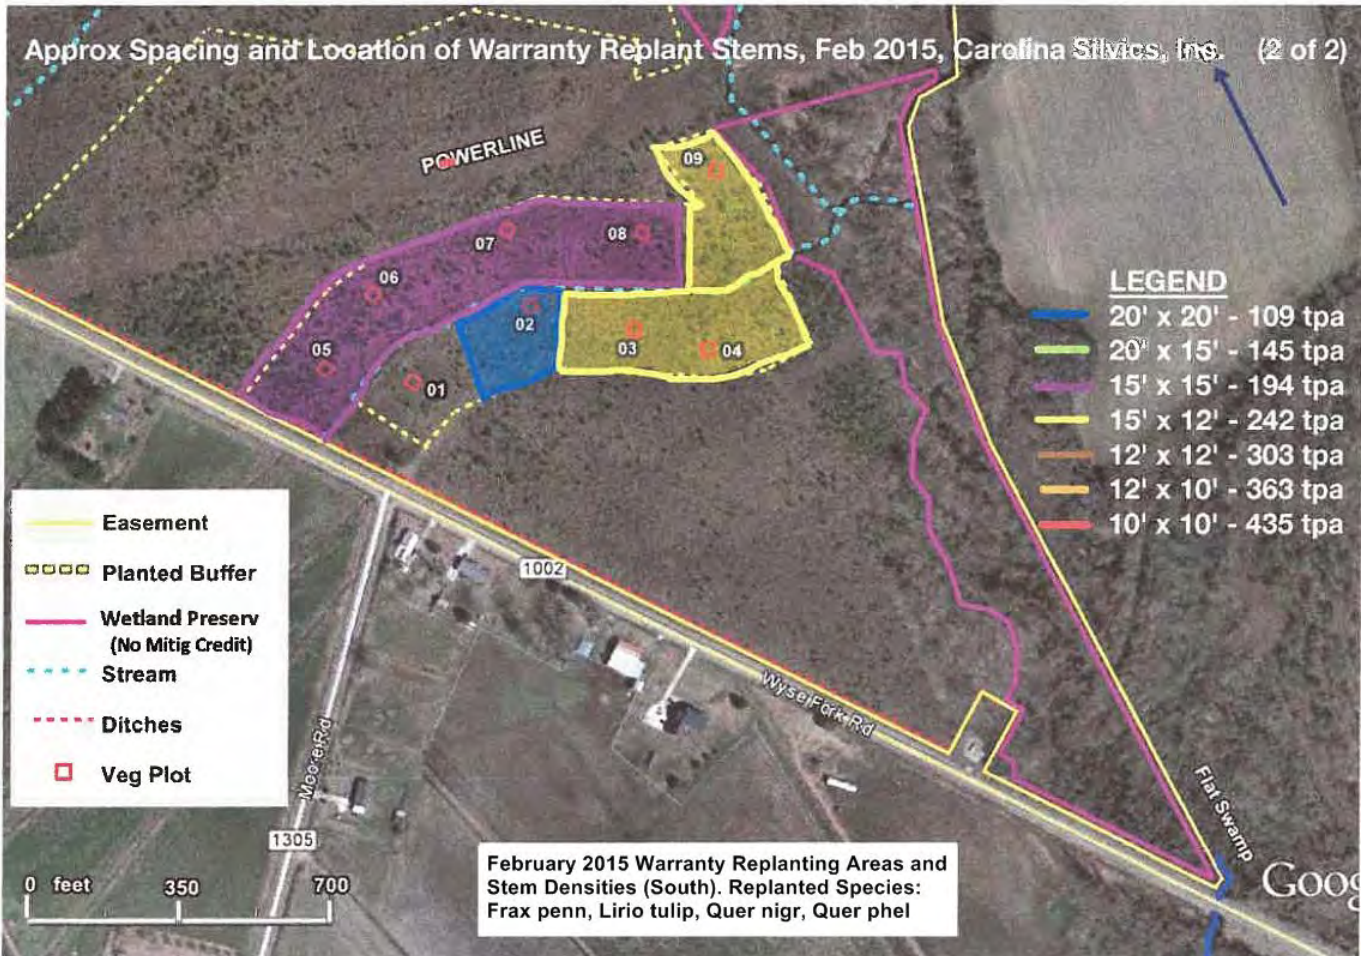 Approx Spacing and Location of Warranty Replant Stems, Feb 2015, Carolina Silvics, Inc. (2 of 2)
POWERLINE
09
07
08
06
02
05
03
04
01
LEGEND
20' x 20' - 109 tpa
20' x 15' - 145 tpa
15' x 15' - 194 tpa
15' x 12' - 242 tpa
12' x 12' - 303 tpa
12' x 10' - 363 tpa
10' x 10' - 435 tpa
Easement
Planted Buffer
Wetland Preserv
(No Mitig Credit)
Stream
Ditches
Veg Plot
1002
Wyse Fork Rd
Moore Rd
1305
Flat Swamp
0 feet 350 700
February 2015 Warranty Replanting Areas and
Stem Densities (South). Replanted Species:
Frax penn, Lirio tulip, Quer nigr, Quer phel
Goog